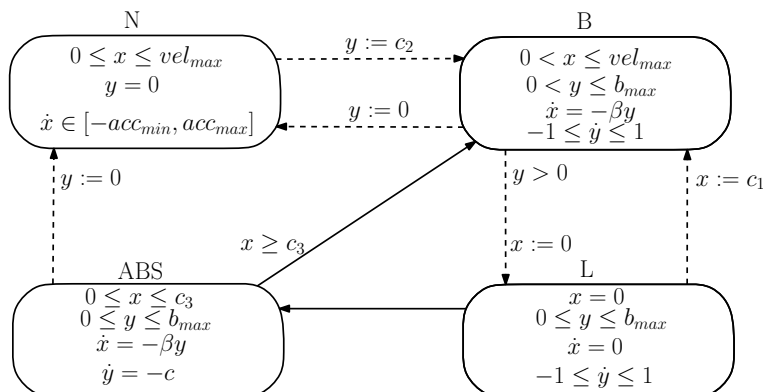 N
0 ≤ x ≤ vel_max
y = 0
ẋ ∈ [−acc_min, acc_max]
y := c_2
y := 0
B
0 < x ≤ vel_max
0 < y ≤ b_max
ẋ = −βy
−1 ≤ ẏ ≤ 1
y := 0
y > 0
x := c_1
x ≥ c_3
x := 0
ABS
0 ≤ x ≤ c_3
0 ≤ y ≤ b_max
ẋ = −βy
ẏ = −c
L
x = 0
0 ≤ y ≤ b_max
ẋ = 0
−1 ≤ ẏ ≤ 1